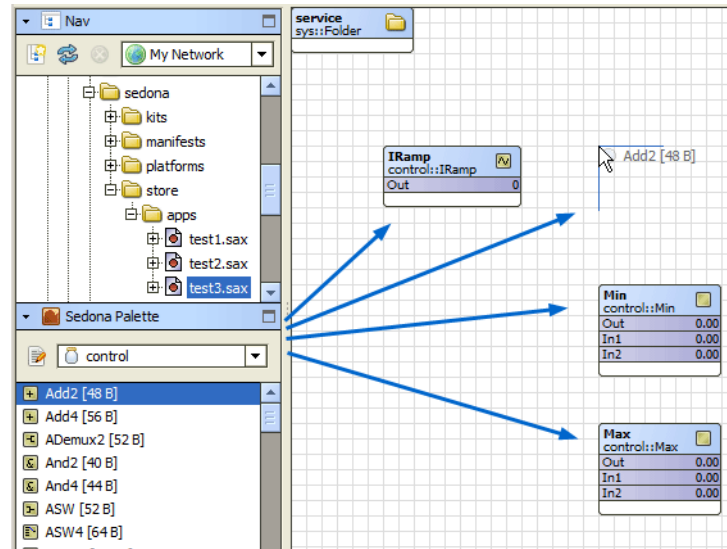 Nav
My Network
sedona
kits
manifests
platforms
store
apps
test1.sax
test2.sax
test3.sax
Sedona Palette
control
Add2 [48 B]
Add4 [56 B]
ADemux2 [52 B]
And2 [40 B]
And4 [44 B]
ASW [52 B]
ASW4 [64 B]
service
sys::Folder
IRamp
control::IRamp
Out 0
Add2 [48 B]
Min
control::Min
Out 0.00
In1 0.00
In2 0.00
Max
control::Max
Out 0.00
In1 0.00
In2 0.00